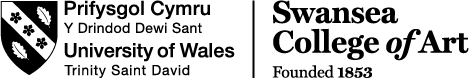 Prifysgol Cymru
Y Drindod Dewi Sant
University of Wales
Trinity Saint David
Swansea
College of Art
Founded 1853